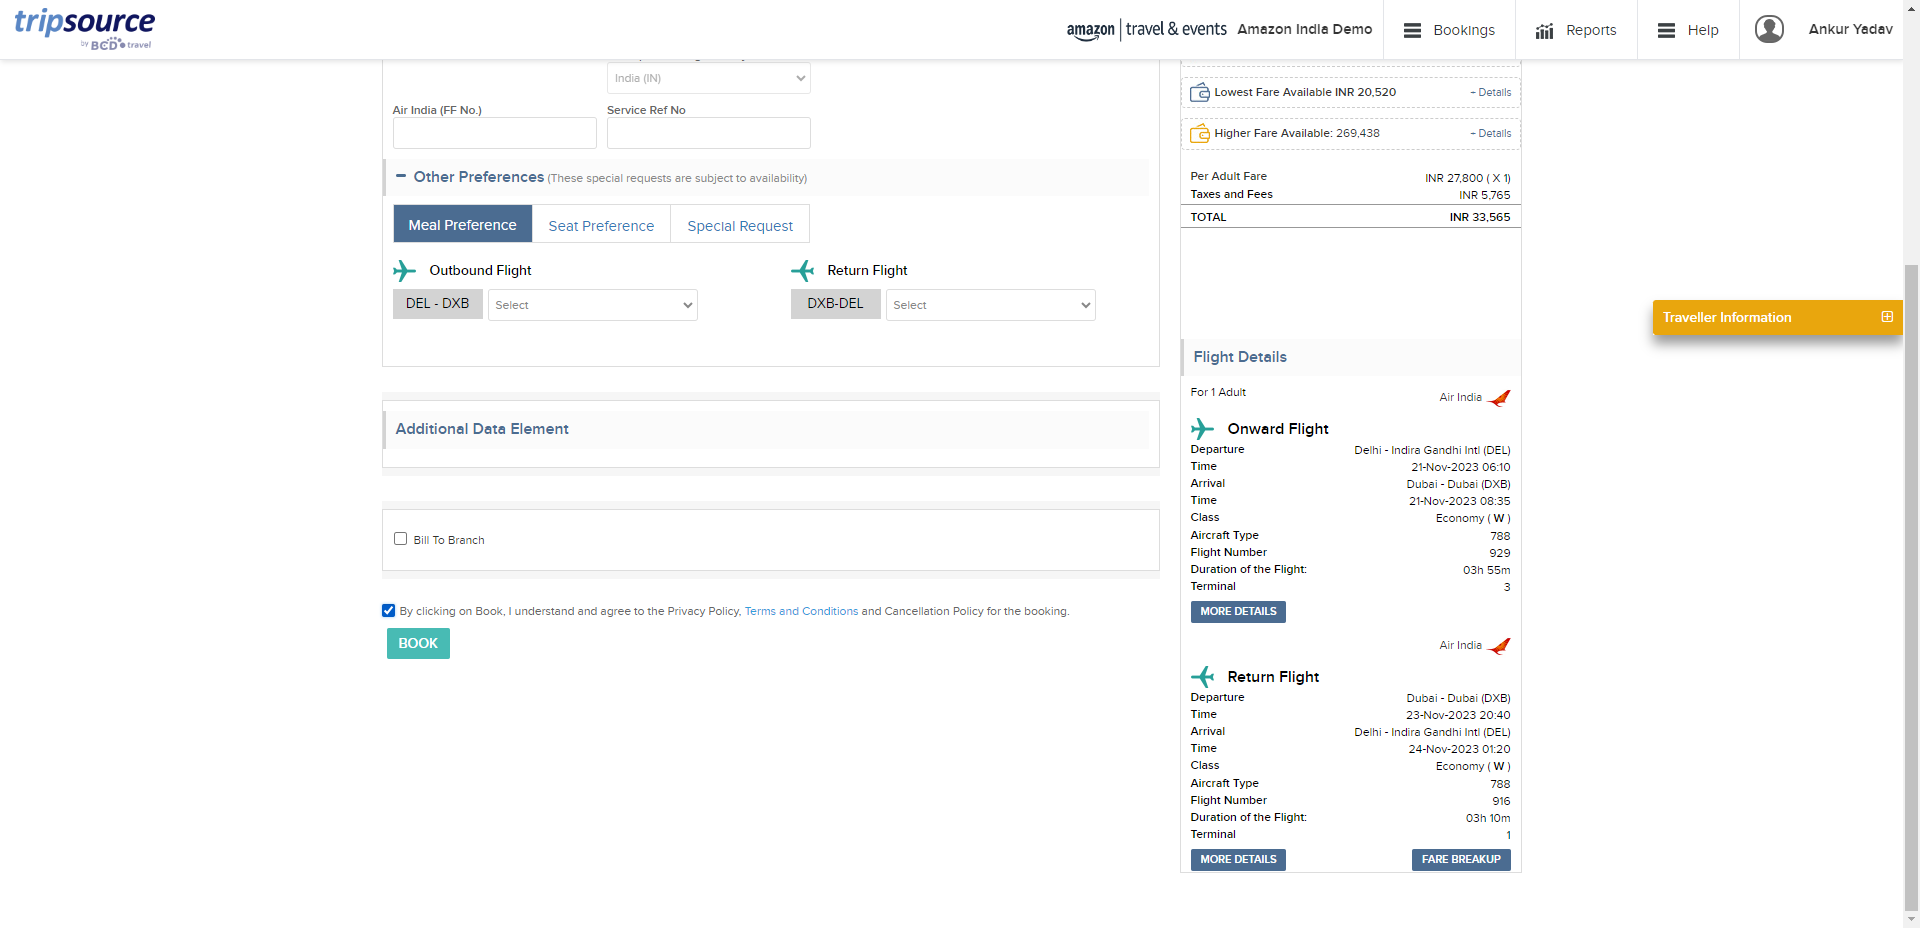 tripsource
by BCD travel
amazon travel & events Amazon India Demo
Bookings
Reports
Help
Ankur Yadav
India (IN)
Air India (FF No.) Service Ref No
Other Preferences (These special requests are subject to availability)
Meal Preference Seat Preference Special Request
Outbound Flight Return Flight
DEL - DXB Select DXB-DEL Select
Additional Data Element
Bill To Branch
By clicking on Book, I understand and agree to the Privacy Policy, Terms and Conditions and Cancellation Policy for the booking.
BOOK
Lowest Fare Available INR 20,520 + Details
Higher Fare Available: 269,438 + Details
Per Adult Fare INR 27,800 ( X 1)
Taxes and Fees INR 5,765
TOTAL INR 33,565
Traveller Information
Flight Details
For 1 Adult Air India
Onward Flight
Departure Delhi - Indira Gandhi Intl (DEL)
Time 21-Nov-2023 06:10
Arrival Dubai - Dubai (DXB)
Time 21-Nov-2023 08:35
Class Economy ( W )
Aircraft Type 788
Flight Number 929
Duration of the Flight: 03h 55m
Terminal 3
MORE DETAILS
Air India
Return Flight
Departure Dubai - Dubai (DXB)
Time 23-Nov-2023 20:40
Arrival Delhi - Indira Gandhi Intl (DEL)
Time 24-Nov-2023 01:20
Class Economy ( W )
Aircraft Type 788
Flight Number 916
Duration of the Flight: 03h 10m
Terminal 1
MORE DETAILS FARE BREAKUP